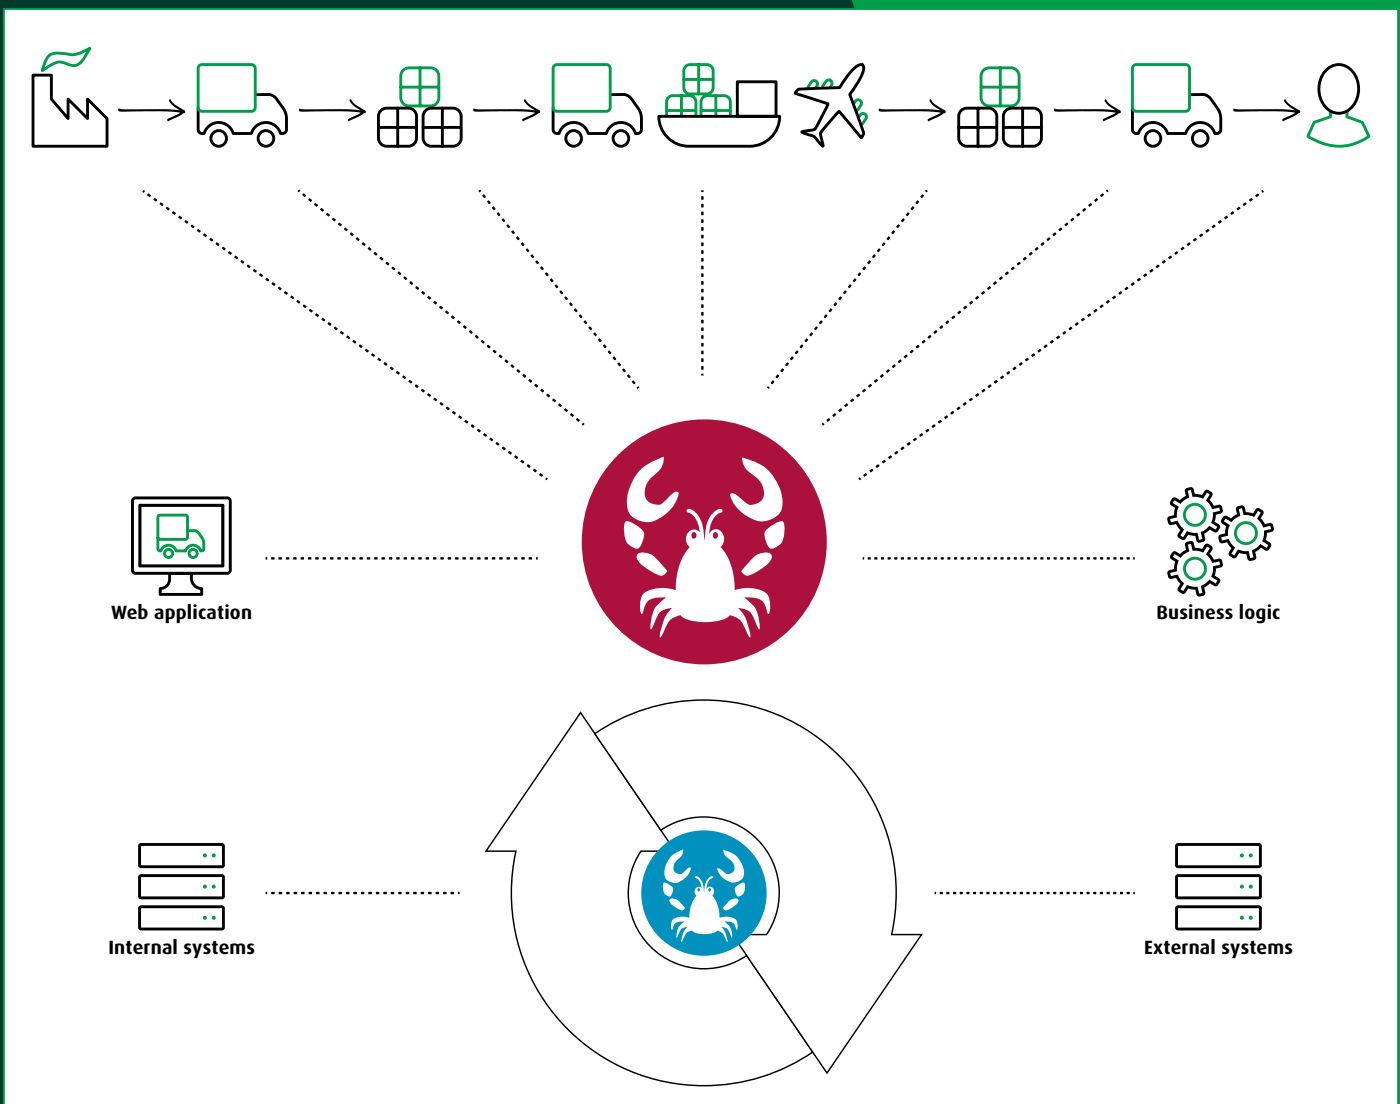 Web application
Business logic
Internal systems
External systems